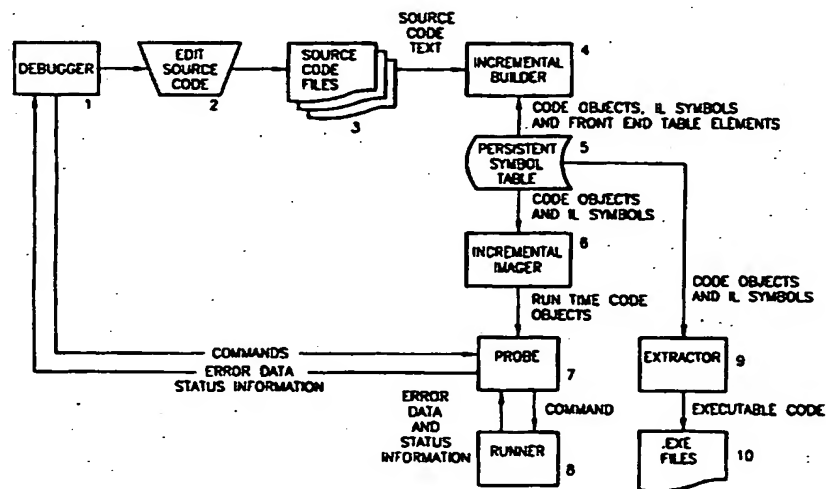 SOURCE
CODE
TEXT
DEBUGGER
1
EDIT
SOURCE
CODE
2
SOURCE
CODE
FILES
3
INCREMENTAL
BUILDER
4
CODE OBJECTS, IL SYMBOLS
AND FRONT END TABLE ELEMENTS
PERSISTENT
SYMBOL
TABLE
5
CODE OBJECTS
AND IL SYMBOLS
INCREMENTAL
IMAGER
6
CODE OBJECTS
AND IL SYMBOLS
RUN TIME CODE
OBJECTS
COMMANDS
ERROR DATA
STATUS INFORMATION
PROBE
7
EXTRACTOR
9
ERROR
DATA
AND
STATUS
INFORMATION
COMMAND
EXECUTABLE CODE
RUNNER
8
.EXE
FILES
10